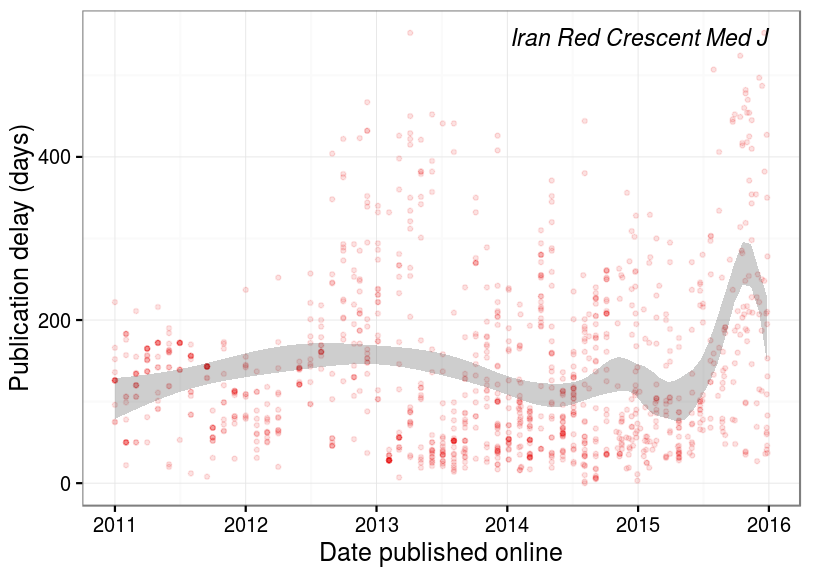 Iran Red Crescent Med J
Publication delay (days)
400
200
0
2011 2012 2013 2014 2015 2016
Date published online